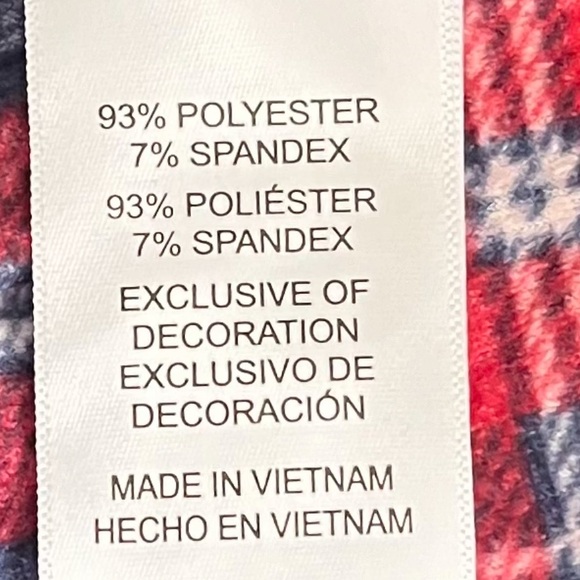 93% POLYESTER
7% SPANDEX
93% POLIÉSTER
7% SPANDEX
EXCLUSIVE OF
DECORATION
EXCLUSIVO DE
DECORACIÓN
MADE IN VIETNAM
HECHO EN VIETNAM